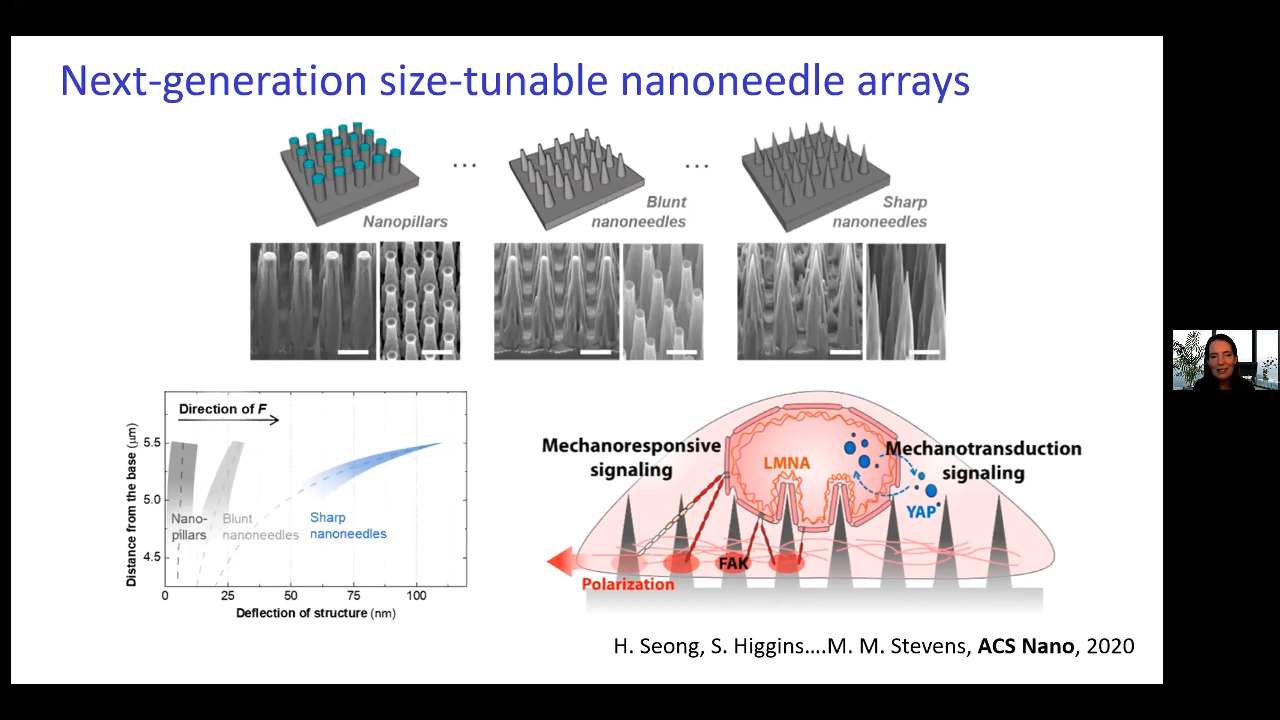 Next-generation size-tunable nanoneedle arrays
...
...
Nanopillars
Blunt
nanoneedles
Sharp
nanoneedles
Direction of F
Distance from the base (μm)
5.5
5.0
4.5
Nano-
pillars
Blunt
nanoneedles
Sharp
nanoneedles
0
25
50
75
100
Deflection of structure (nm)
Mechanoresponsive
signaling
LMNA
Mechanotransduction
signaling
YAP
FAK
Polarization
H. Seong, S. Higgins....M. M. Stevens, ACS Nano, 2020